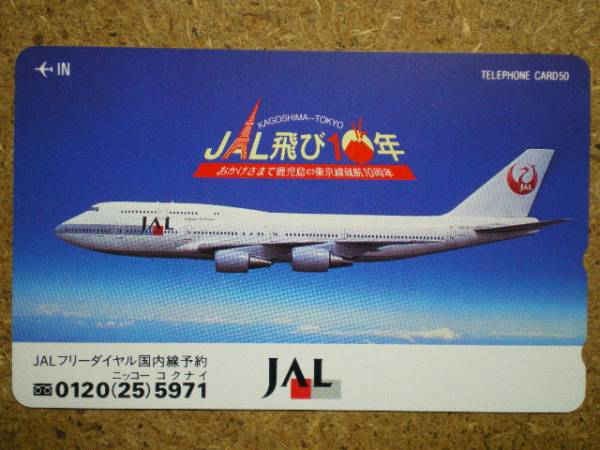 IN
TELEPHONE CARD50
KAGOSHIMA－TOKYO
JAL飛び10年
おかげさまで鹿児島⇔東京線就航10周年
JAL
JAL
JALフリーダイヤル国内線予約
ニッコー コクナイ
0120(25)5971
JAL